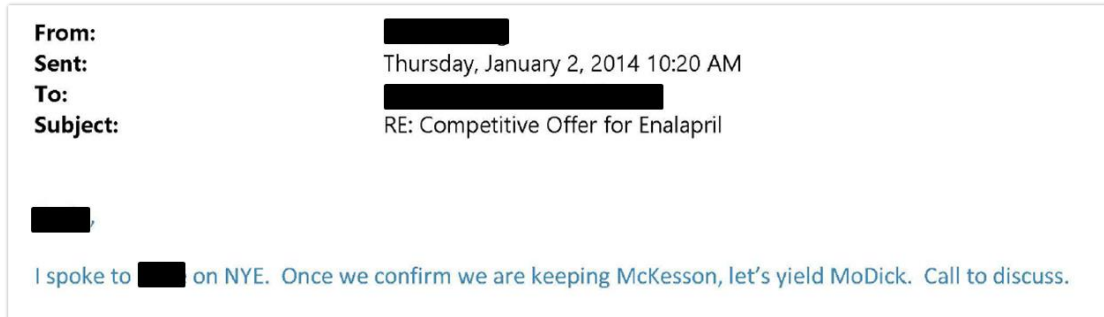 From:
Sent: Thursday, January 2, 2014 10:20 AM
To:
Subject: RE: Competitive Offer for Enalapril
,
I spoke to on NYE. Once we confirm we are keeping McKesson, let's yield MoDick. Call to discuss.